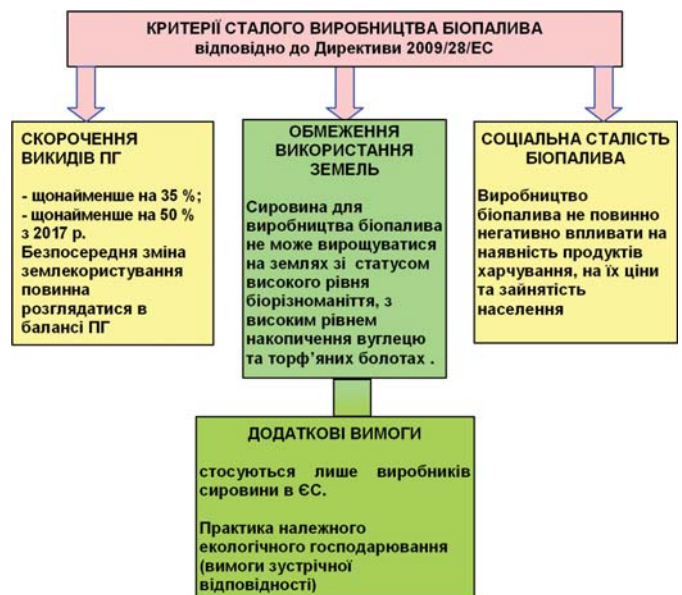 КРИТЕРІЇ СТАЛОГО ВИРОБНИЦТВА БІОПАЛИВА
відповідно до Директиви 2009/28/ЕС
СКОРОЧЕННЯ
ВИКИДІВ ПГ
- щонайменше на 35 %;
- щонайменше на 50 %
з 2017 р.
Безпосередня зміна
землекористування
повинна
розглядатися в
балансі ПГ
ОБМЕЖЕННЯ
ВИКОРИСТАННЯ
ЗЕМЕЛЬ
Сировина для
виробництва біопалива
не може вирощуватися
на землях зі статусом
високого рівня
біорізноманіття, з
високим рівнем
накопичення вуглецю
та торф’яних болотах .
СОЦІАЛЬНА СТАЛІСТЬ
БІОПАЛИВА
Виробництво
біопалива не повинно
негативно впливати на
наявність продуктів
харчування, на їх ціни
та зайнятість
населення
ДОДАТКОВІ ВИМОГИ
стосуються лише виробників
сировини в ЄС.
Практика належного
екологічного господарювання
(вимоги зустрічної
відповідності)